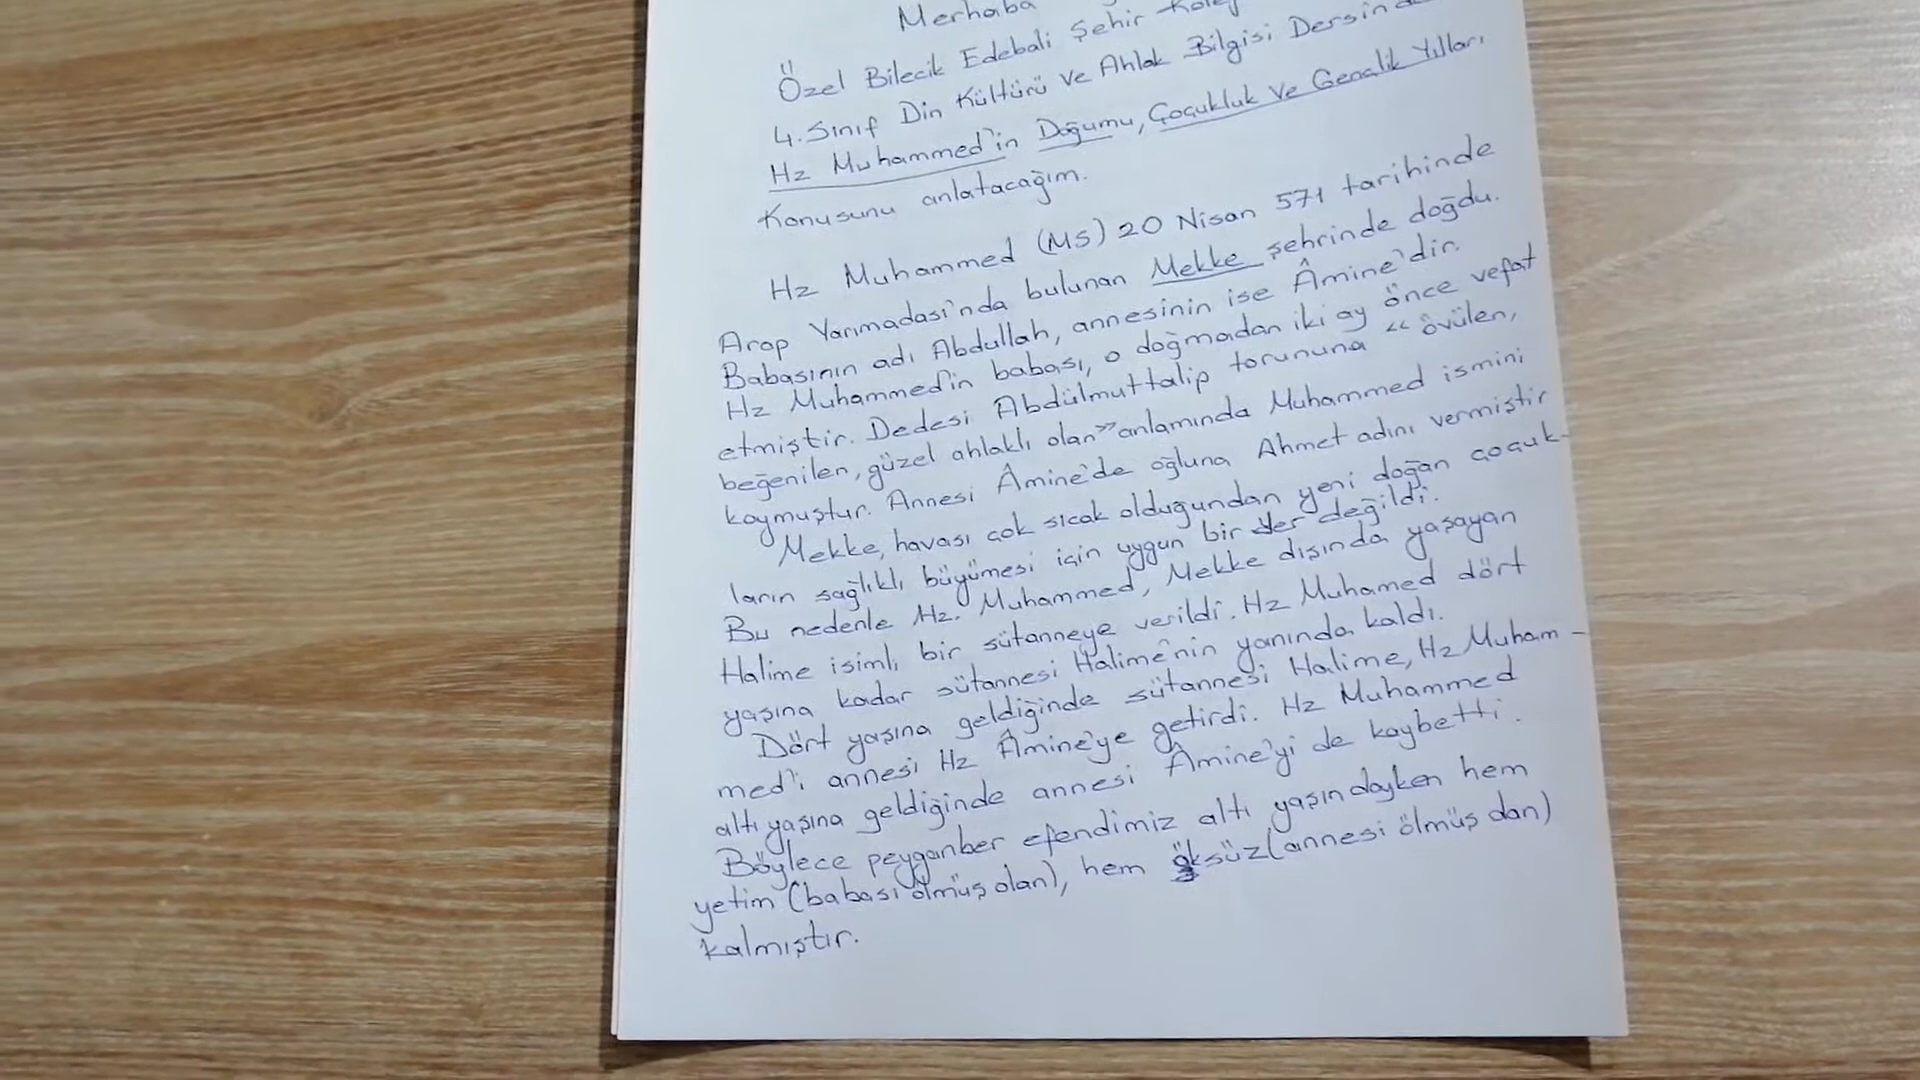 Merhaba
Özel Bilecik Edebali Şehir
4. Sınıf Din Kültürü ve Ahlak Bilgisi
Hz Muhammed'in Doğumu, Çocukluk Ve Gençlik Yılları
Konusunu anlatacağım.
Hz Muhammed (MS) 20 Nisan 571 tarihinde
Arap Yarımadası'nda bulunan Mekke şehrinde doğdu.
Babasının adı Abdullah, annesinin ise Âmine'dir.
Hz Muhammed'in babası, o doğmadan iki ay önce vefat
etmiştir. Dedesi Abdülmuttalip torununa "övülen,
beğenilen, güzel ahlaklı olan" anlamında Muhammed ismini
koymuştur. Annesi Âmine'de oğluna Ahmet adını vermiştir
Mekke, havası çok sıcak olduğundan yeni doğan çocuk-
ların sağlıklı büyümesi için uygun bir yer değildi.
Bu nedenle Hz. Muhammed, Mekke dışında yaşayan
Halime isimli bir sütanneye verildi. Hz Muhamed dört
yaşına kadar sütannesi Halime'nin yanında kaldı.
Dört yaşına geldiğinde sütannesi Halime, Hz Muham-
med'i annesi Hz Âmine'ye getirdi. Hz Muhammed
altı yaşına geldiğinde annesi Âmine'yi de kaybetti.
Böylece peyganber efendimiz altı yaşındayken hem
yetim (babası ölmüş olan), hem öksüz (annesi ölmüş dan)
kalmıştır.